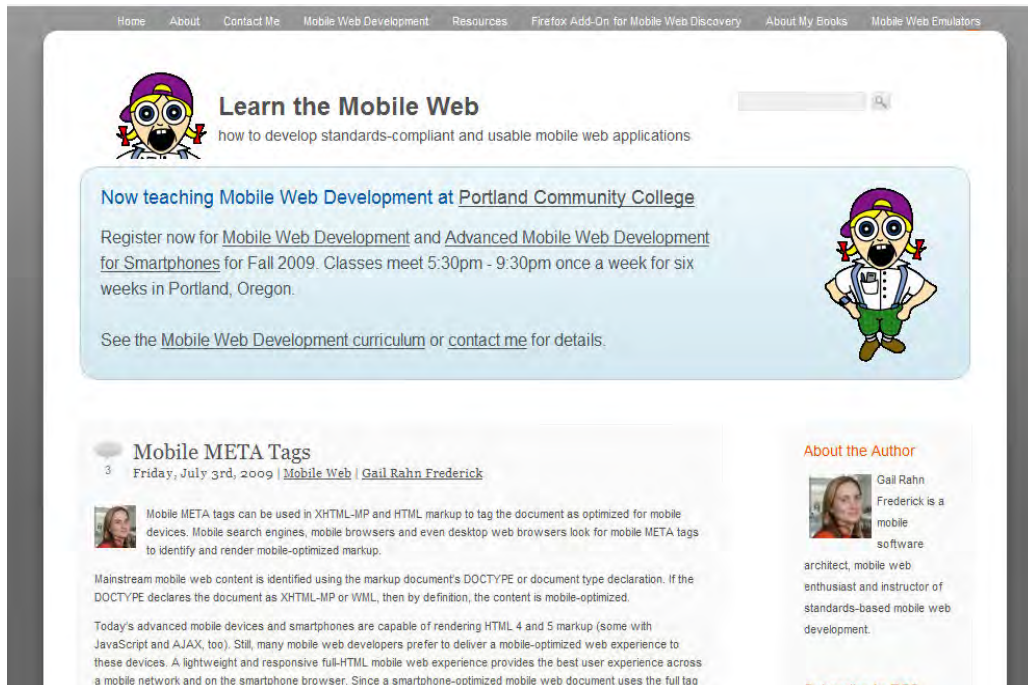 Home About Contact Me Mobile Web Development Resources Firefox Add-On for Mobile Web Discovery About My Books Mobile Web Emulators
Learn the Mobile Web
how to develop standards-compliant and usable mobile web applications
Now teaching Mobile Web Development at Portland Community College
Register now for Mobile Web Development and Advanced Mobile Web Development
for Smartphones for Fall 2009. Classes meet 5:30pm - 9:30pm once a week for six
weeks in Portland, Oregon.
See the Mobile Web Development curriculum or contact me for details.
3
Mobile META Tags
Friday, July 3rd, 2009 | Mobile Web | Gail Rahn Frederick
Mobile META tags can be used in XHTML-MP and HTML markup to tag the document as optimized for mobile
devices. Mobile search engines, mobile browsers and even desktop web browsers look for mobile META tags
to identify and render mobile-optimized markup.
Mainstream mobile web content is identified using the markup document's DOCTYPE or document type declaration. If the
DOCTYPE declares the document as XHTML-MP or WML, then by definition, the content is mobile-optimized.
Today's advanced mobile devices and smartphones are capable of rendering HTML 4 and 5 markup (some with
JavaScript and AJAX, too). Still, many mobile web developers prefer to deliver a mobile-optimized web experience to
these devices. A lightweight and responsive full-HTML mobile web experience provides the best user experience across
a mobile network and on the smartphone browser. Since a smartphone-optimized mobile web document uses the full tag
About the Author
Gail Rahn
Frederick is a
mobile
software
architect, mobile web
enthusiast and instructor of
standards-based mobile web
development.